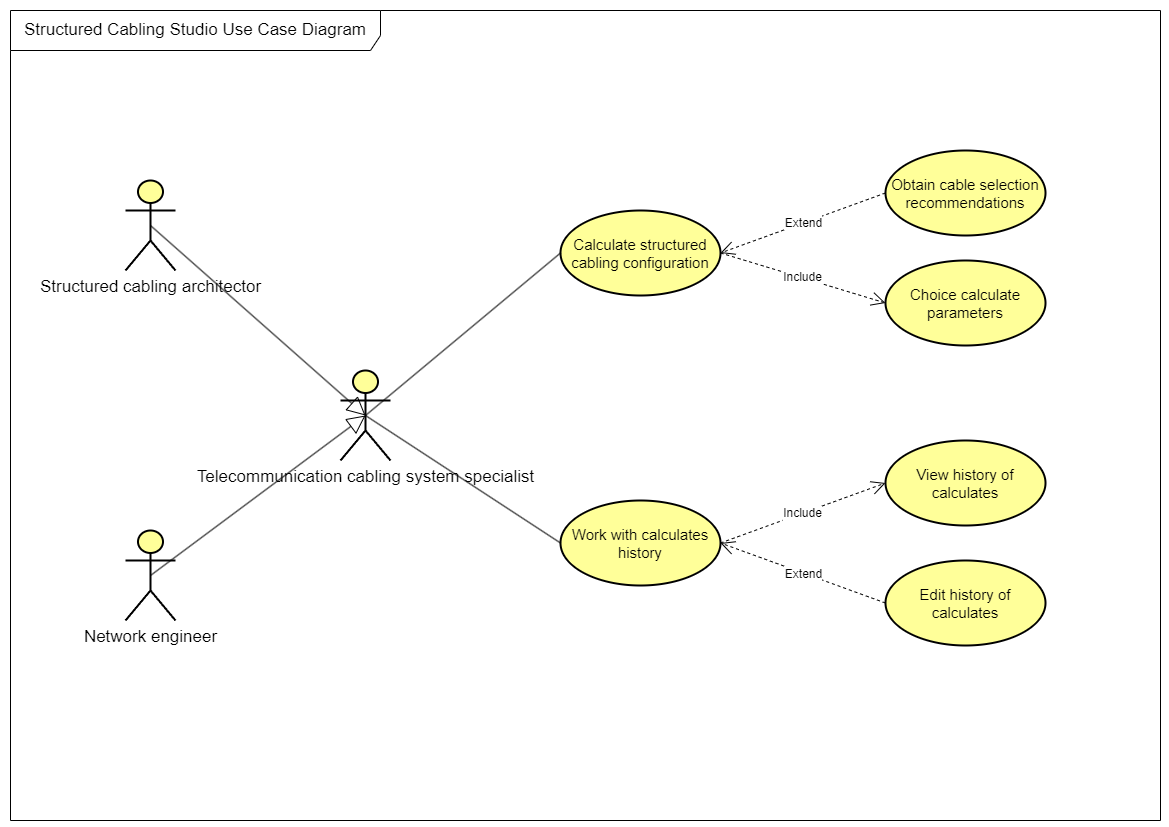 Structured Cabling Studio Use Case Diagram
Obtain cable selection
recommendations
Extend
Calculate structured
cabling configuration
Include
Choice calculate
parameters
Structured cabling architector
Telecommunication cabling system specialist
View history of
calculates
Include
Work with calculates
history
Extend
Edit history of
calculates
Network engineer